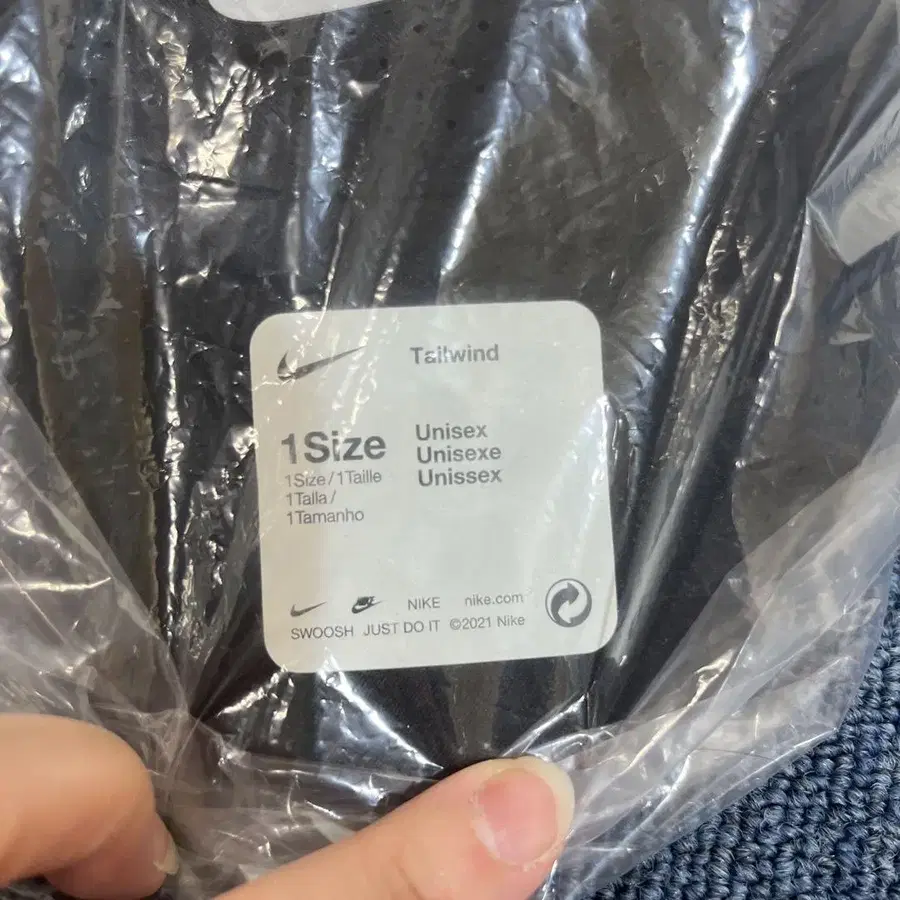 Tailwind
1Size
1Size/1Taille
1Talla/
1Tamanho
Unisex
Unisexe
Unissex
NIKE nike.com
SWOOSH JUST DO IT ©2021 Nike